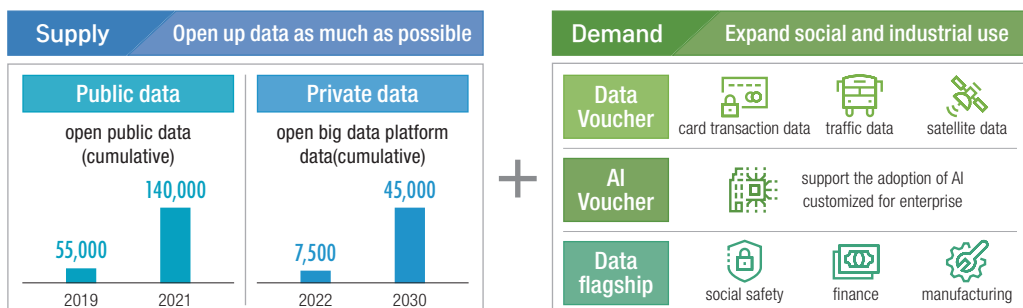 Supply
Open up data as much as possible
Public data
open public data
(cumulative)
55,000
140,000
2019
2021
Private data
open big data platform
data(cumulative)
7,500
45,000
2022
2030
+
Demand
Expand social and industrial use
Data
Voucher
card transaction data
traffic data
satellite data
AI
Voucher
support the adoption of AI
customized for enterprise
Data
flagship
social safety
finance
manufacturing